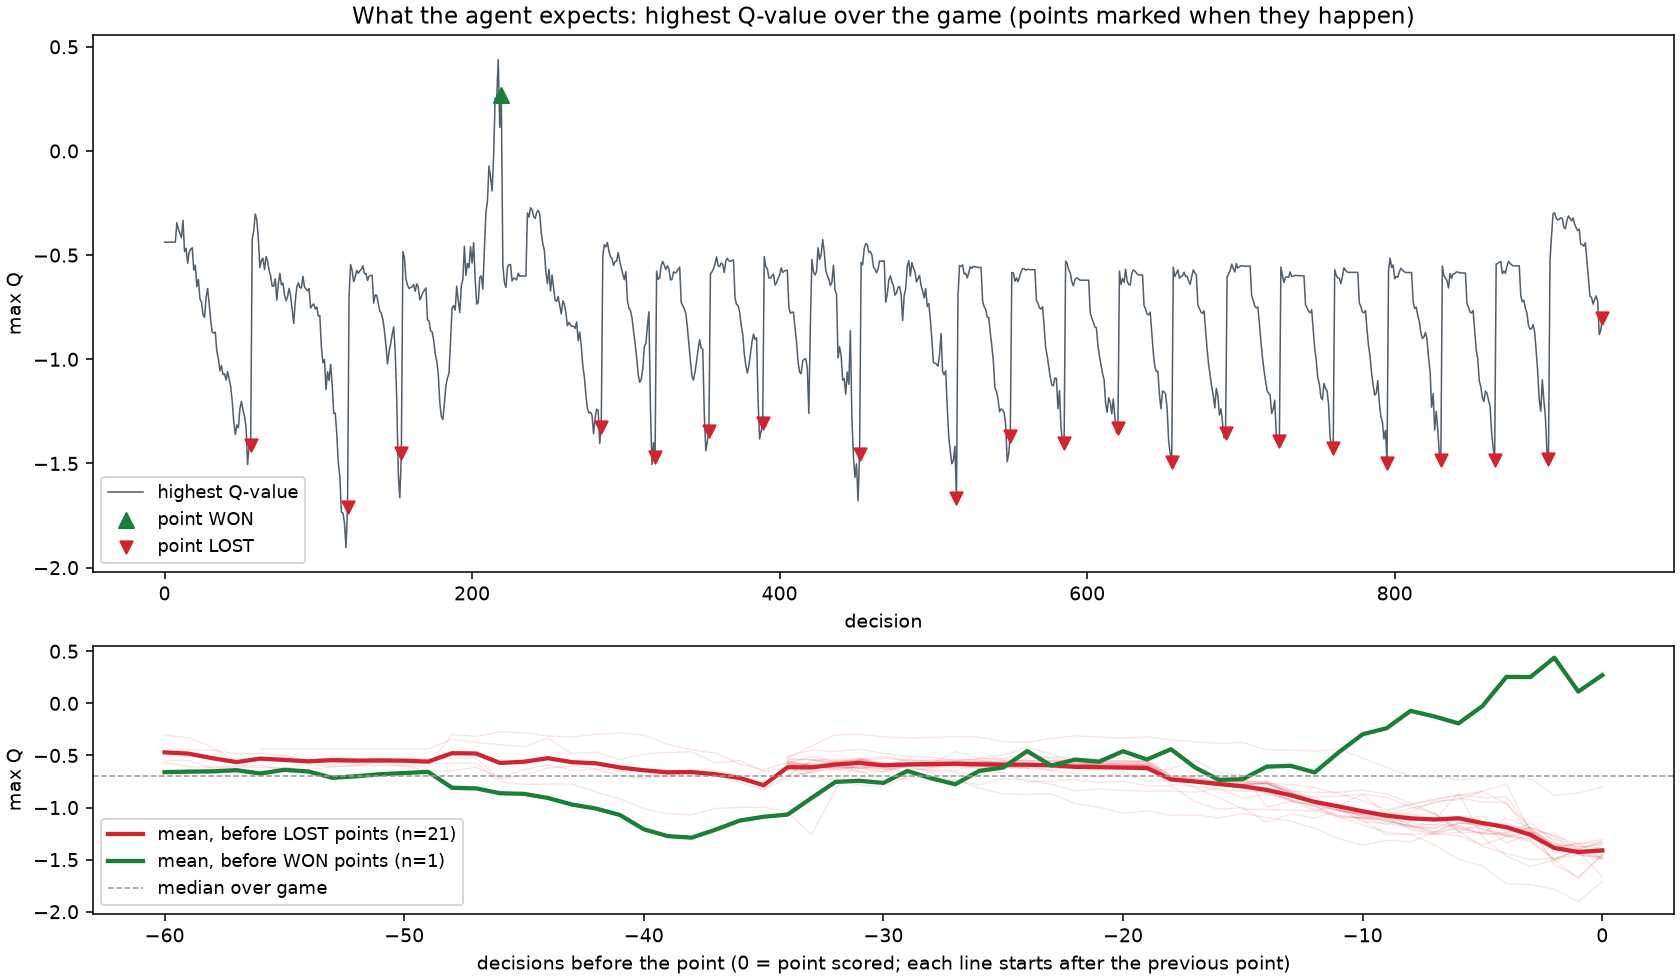 What the agent expects: highest Q-value over the game (points marked when they happen)
0.5
0.0
−0.5
−1.0
−1.5
−2.0
max Q
highest Q-value
point WON
point LOST
0
200
400
600
800
decision
0.5
0.0
−0.5
−1.0
−1.5
−2.0
max Q
mean, before LOST points (n=21)
mean, before WON points (n=1)
median over game
−60
−50
−40
−30
−20
−10
0
decisions before the point (0 = point scored; each line starts after the previous point)